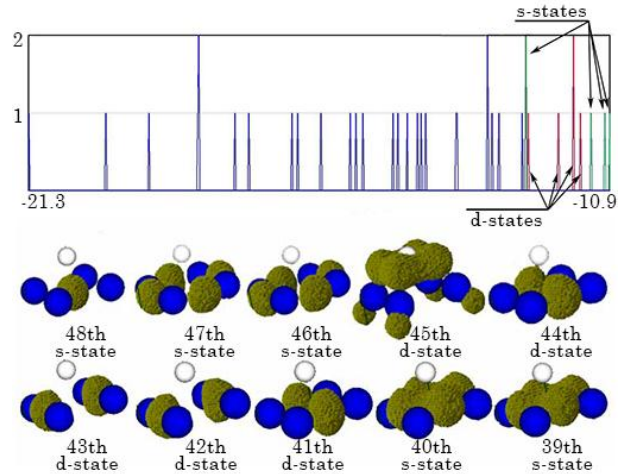 s-states
2
1
-21.3
-10.9
d-states
48th
47th
46th
45th
44th
s-state
s-state
s-state
d-state
d-state
43th
42th
41th
40th
39th
d-state
d-state
d-state
s-state
s-state